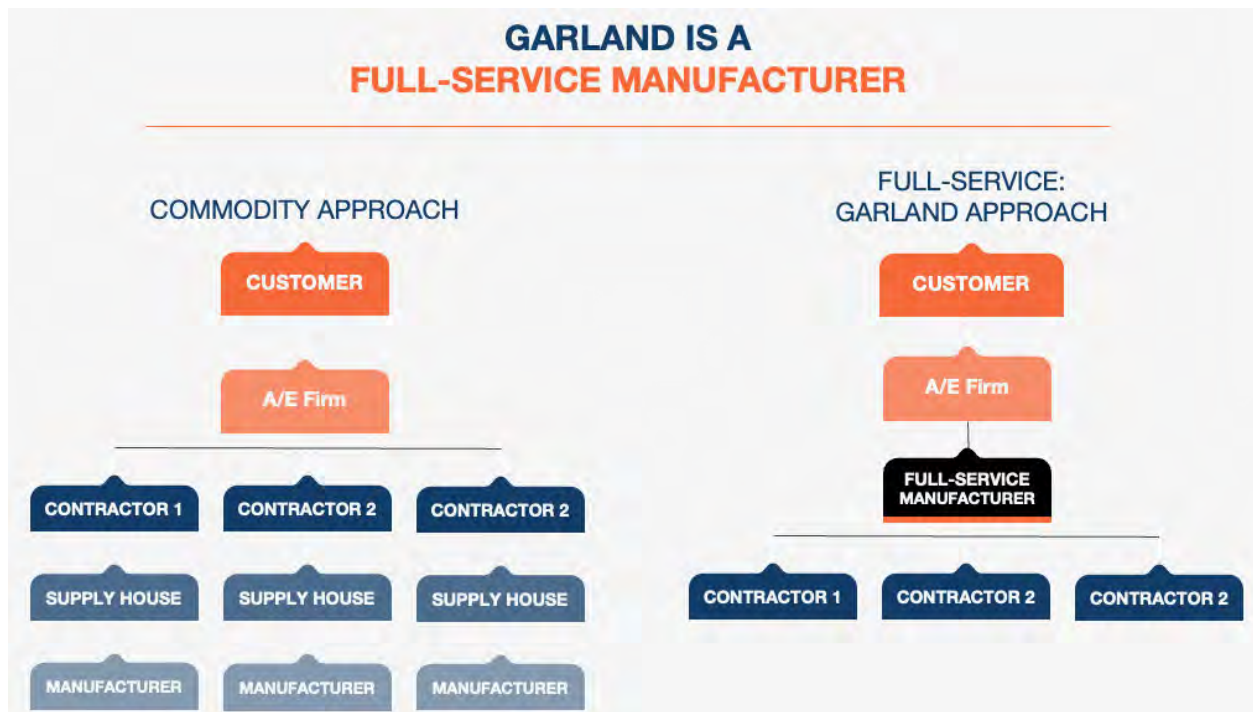 GARLAND IS A
FULL-SERVICE MANUFACTURER
COMMODITY APPROACH
CUSTOMER
A/E Firm
CONTRACTOR 1
CONTRACTOR 2
CONTRACTOR 2
SUPPLY HOUSE
SUPPLY HOUSE
SUPPLY HOUSE
MANUFACTURER
MANUFACTURER
MANUFACTURER
FULL-SERVICE:
GARLAND APPROACH
CUSTOMER
A/E Firm
FULL-SERVICE
MANUFACTURER
CONTRACTOR 1
CONTRACTOR 2
CONTRACTOR 2